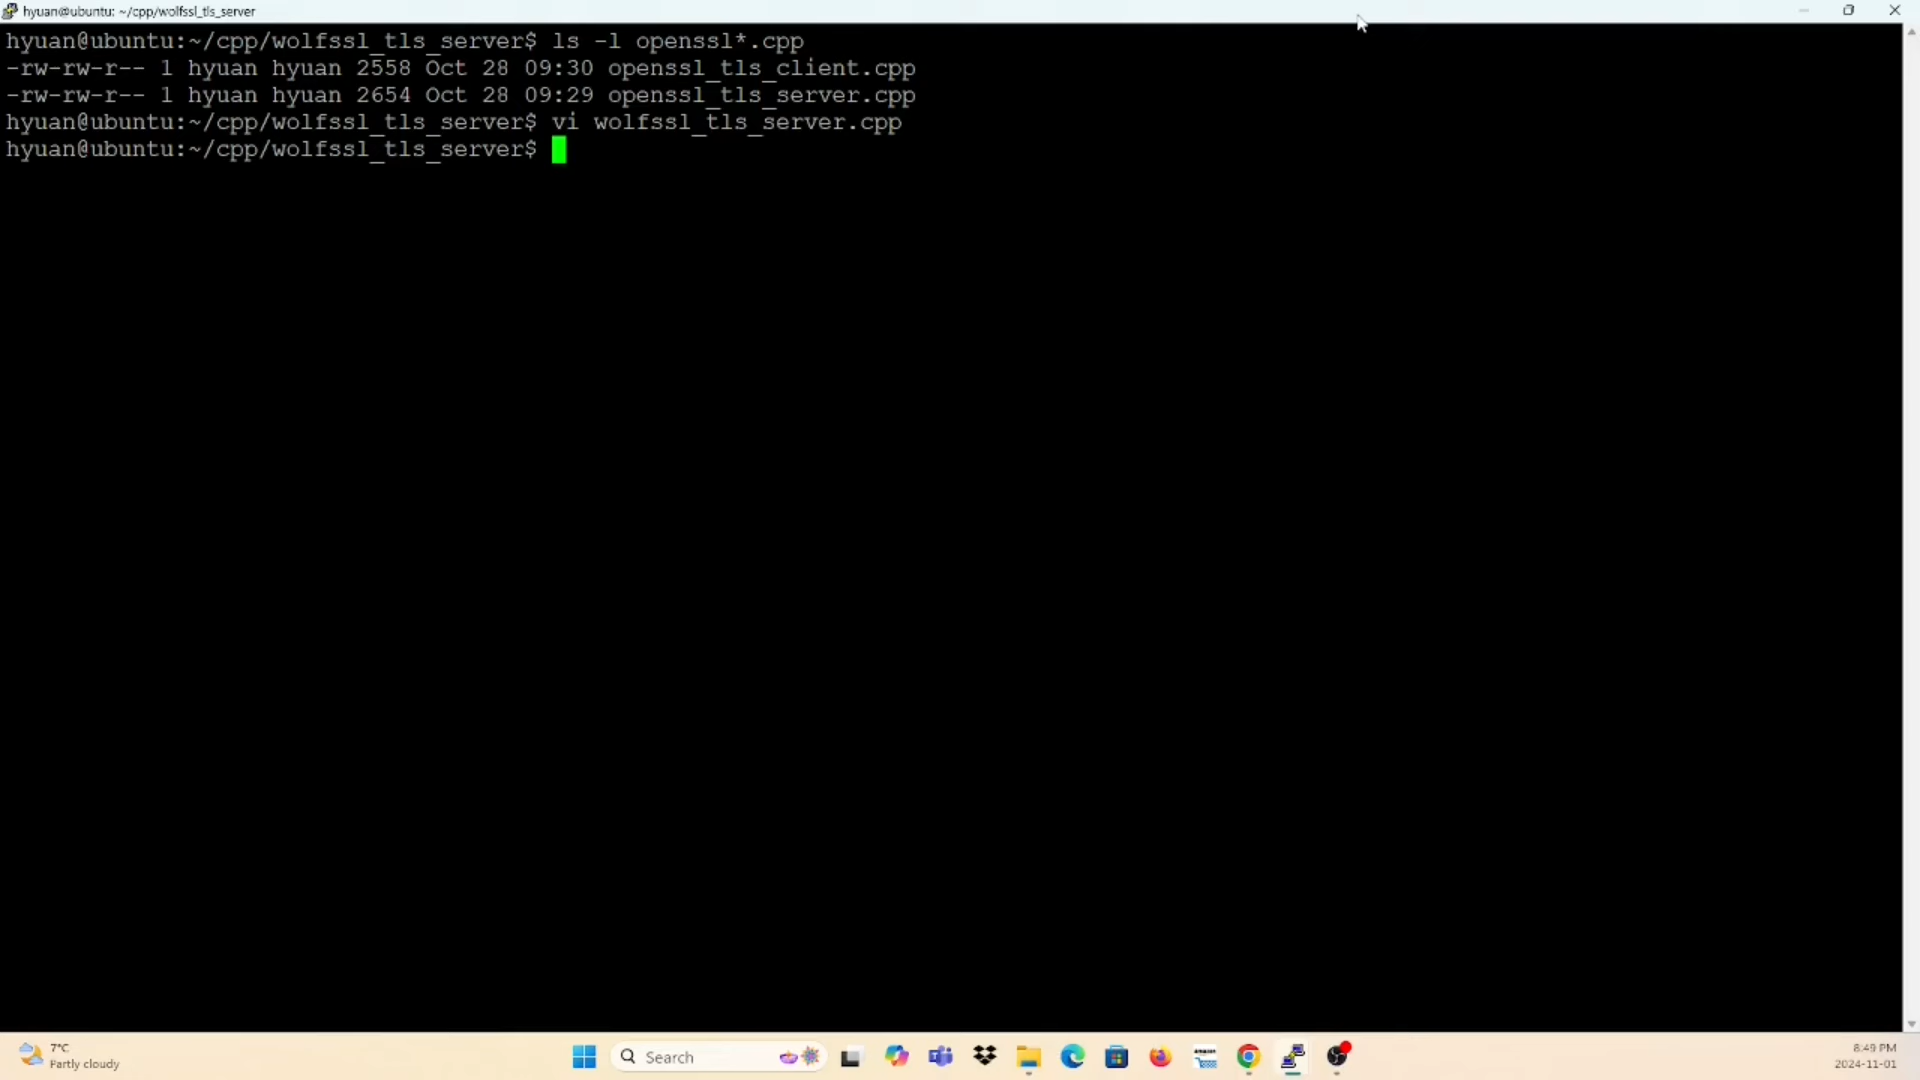 hyuan@ubuntu: ~/cpp/wolfssl_tls_server
hyuan@ubuntu:~/cpp/wolfssl_tls_server$ ls -l openssl*.cpp
-rw-rw-r-- 1 hyuan hyuan 2558 Oct 28 09:30 openssl_tls_client.cpp
-rw-rw-r-- 1 hyuan hyuan 2654 Oct 28 09:29 openssl_tls_server.cpp
hyuan@ubuntu:~/cpp/wolfssl_tls_server$ vi wolfssl_tls_server.cpp
hyuan@ubuntu:~/cpp/wolfssl_tls_server$
7°C
Partly cloudy
Search
amazon
8:49 PM
2024-11-01